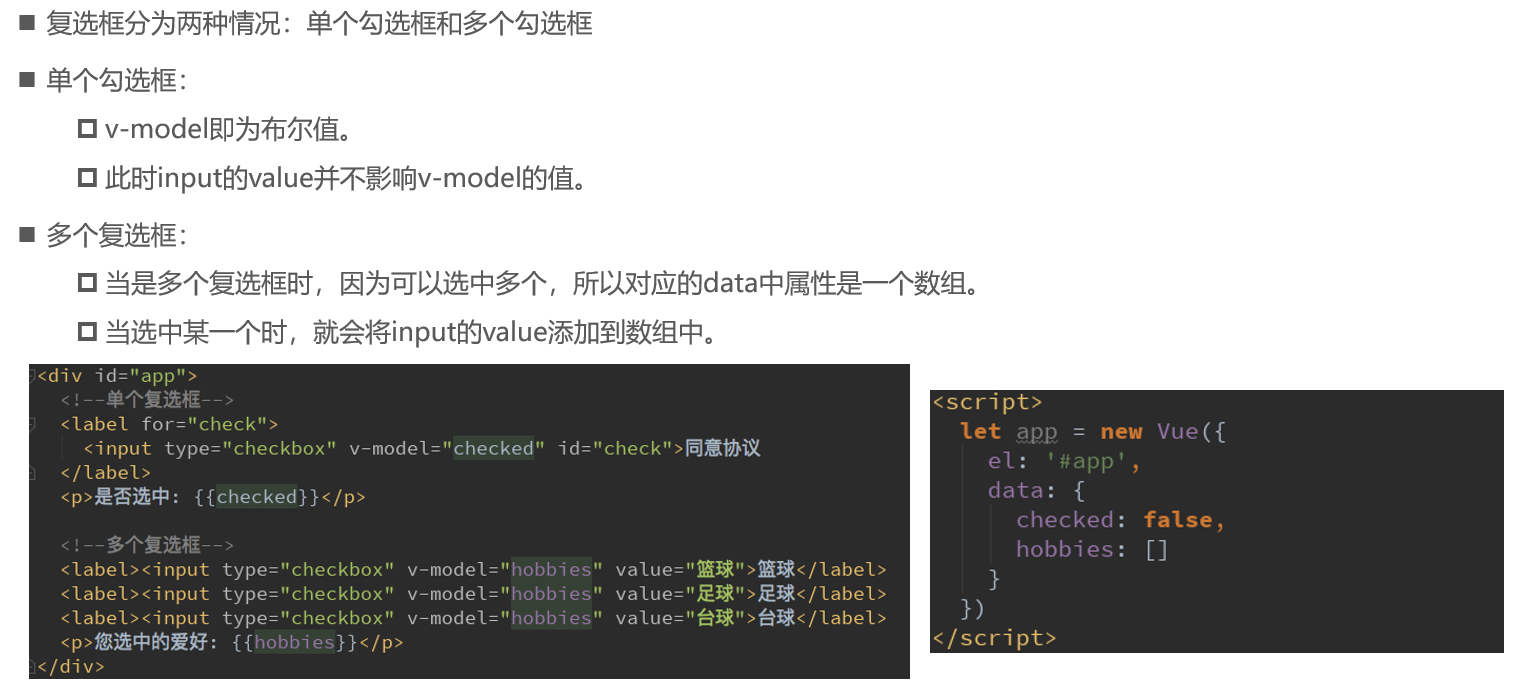 ■ 复选框分为两种情况：单个勾选框和多个勾选框
■ 单个勾选框：
v-model即为布尔值。
此时input的value并不影响v-model的值。
■ 多个复选框：
当是多个复选框时，因为可以选中多个，所以对应的data中属性是一个数组。
当选中某一个时，就会将input的value添加到数组中。
<div id="app">
  <!--单个复选框-->
  <label for="check">
    <input type="checkbox" v-model="checked" id="check">同意协议
  </label>
  <p>是否选中: {{checked}}</p>
  <!--多个复选框-->
  <label><input type="checkbox" v-model="hobbies" value="篮球">篮球</label>
  <label><input type="checkbox" v-model="hobbies" value="足球">足球</label>
  <label><input type="checkbox" v-model="hobbies" value="台球">台球</label>
  <p>您选中的爱好: {{hobbies}}</p>
</div>
<script>
  let app = new Vue({
    el: '#app',
    data: {
      checked: false,
      hobbies: []
    }
  })
</script>